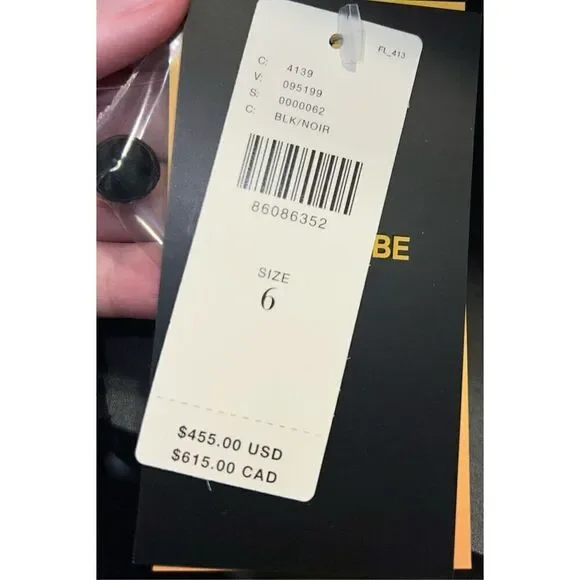 FL_413
C: 4139
V: 095199
S: 0000062
C: BLK/NOIR
86086352
BE
SIZE
6
$455.00 USD
$615.00 CAD